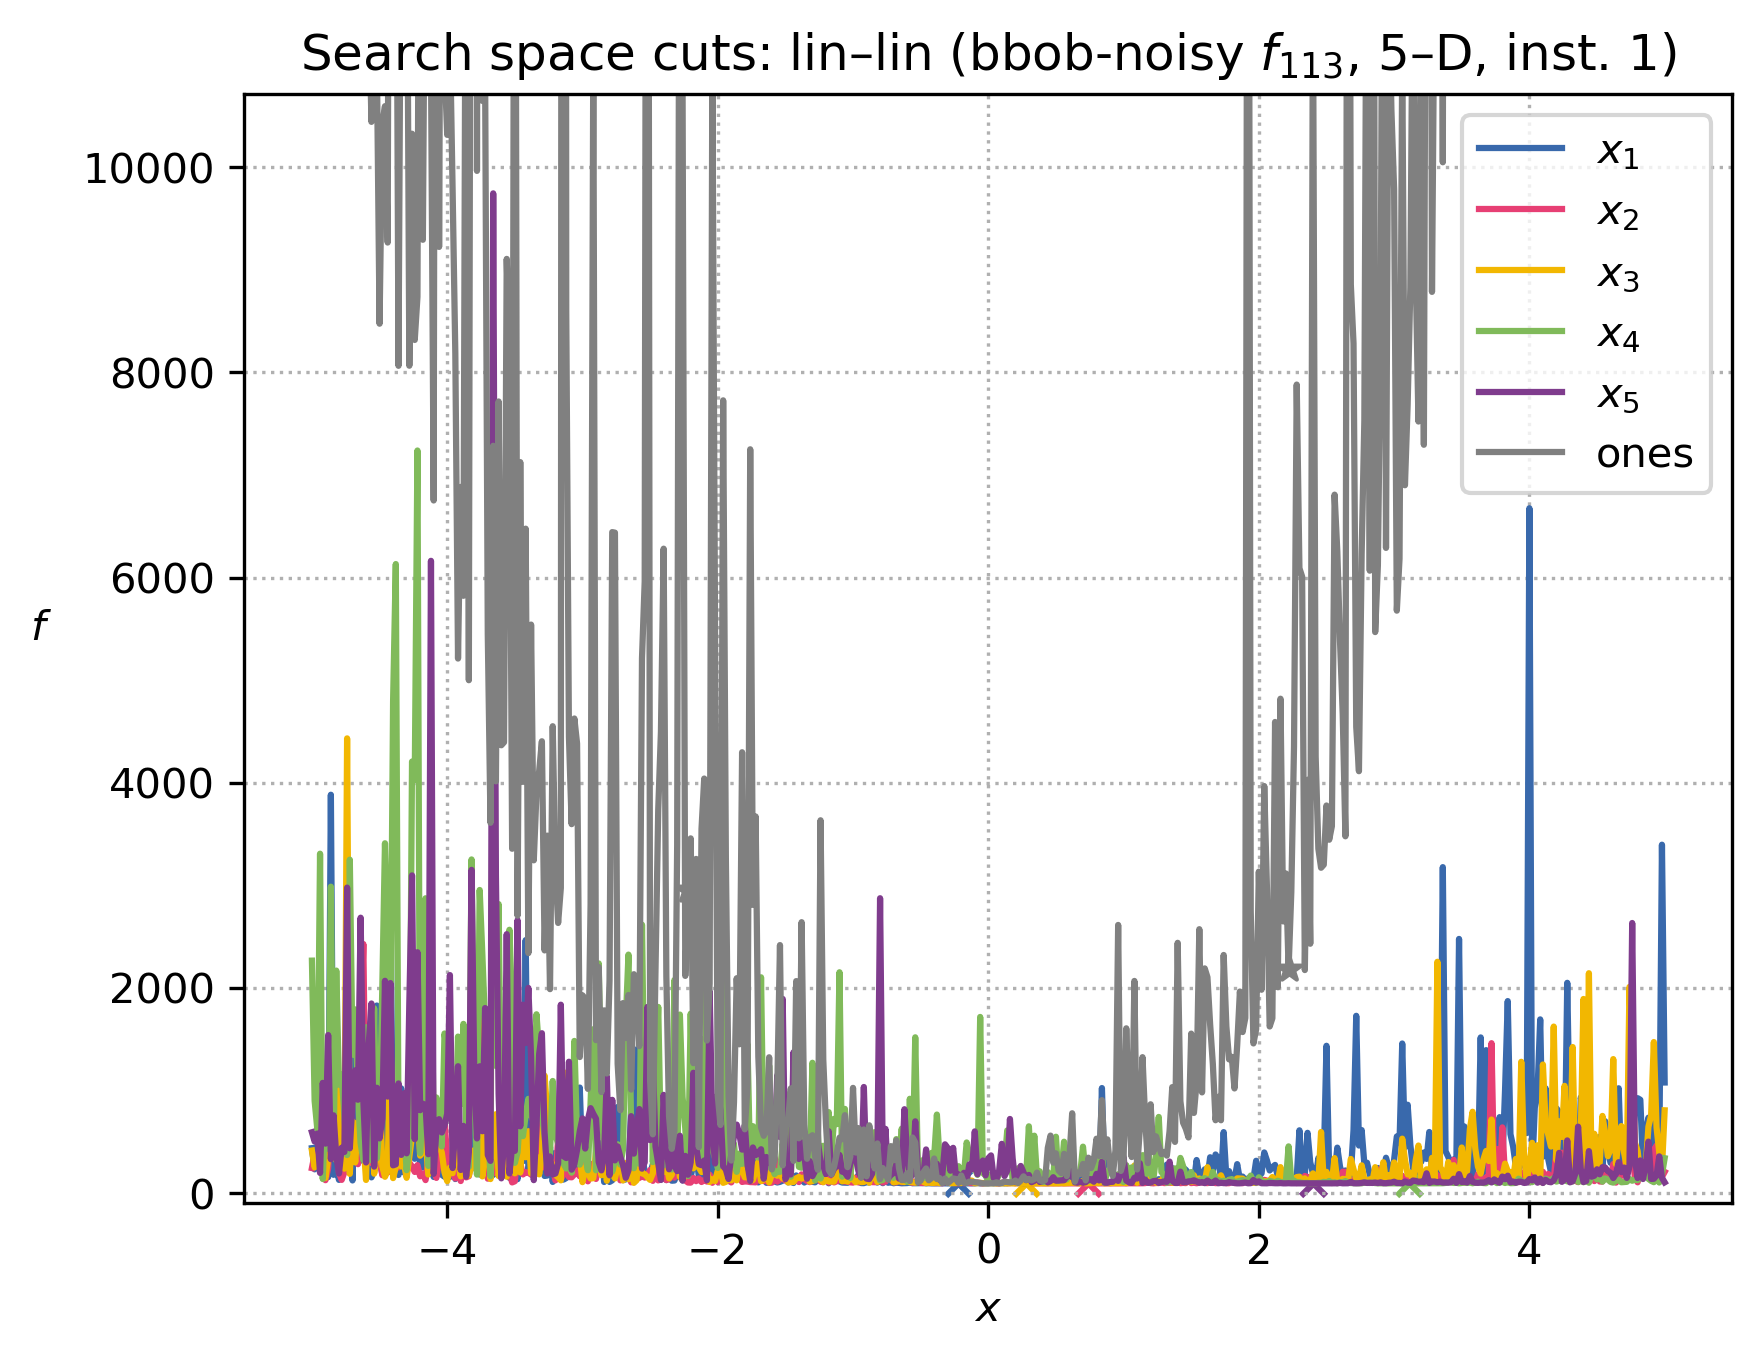 Search space cuts: lin–lin (bbob-noisy f₁₁₃, 5–D, inst. 1)
10000
8000
6000
4000
2000
0
f
−4
−2
0
2
4
x
x₁
x₂
x₃
x₄
x₅
ones